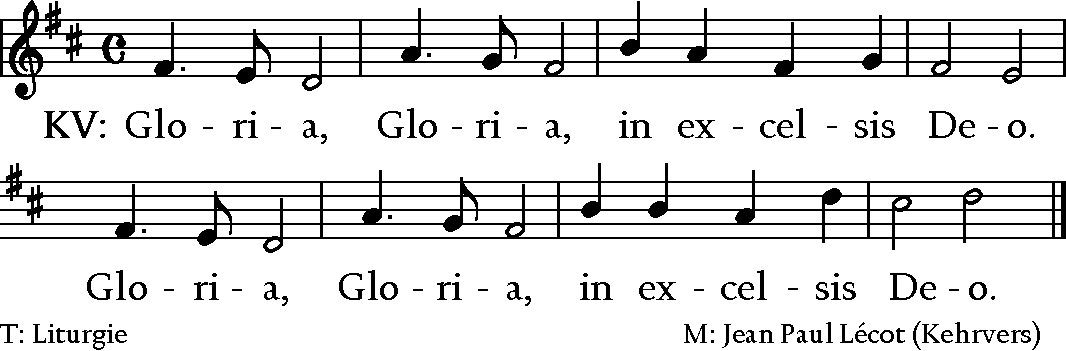 KV: Glo - ri - a, Glo - ri - a, in ex - cel - sis De - o.
Glo - ri - a, Glo - ri - a, in ex - cel - sis De - o.
T: Liturgie M: Jean Paul Lécot (Kehrvers)